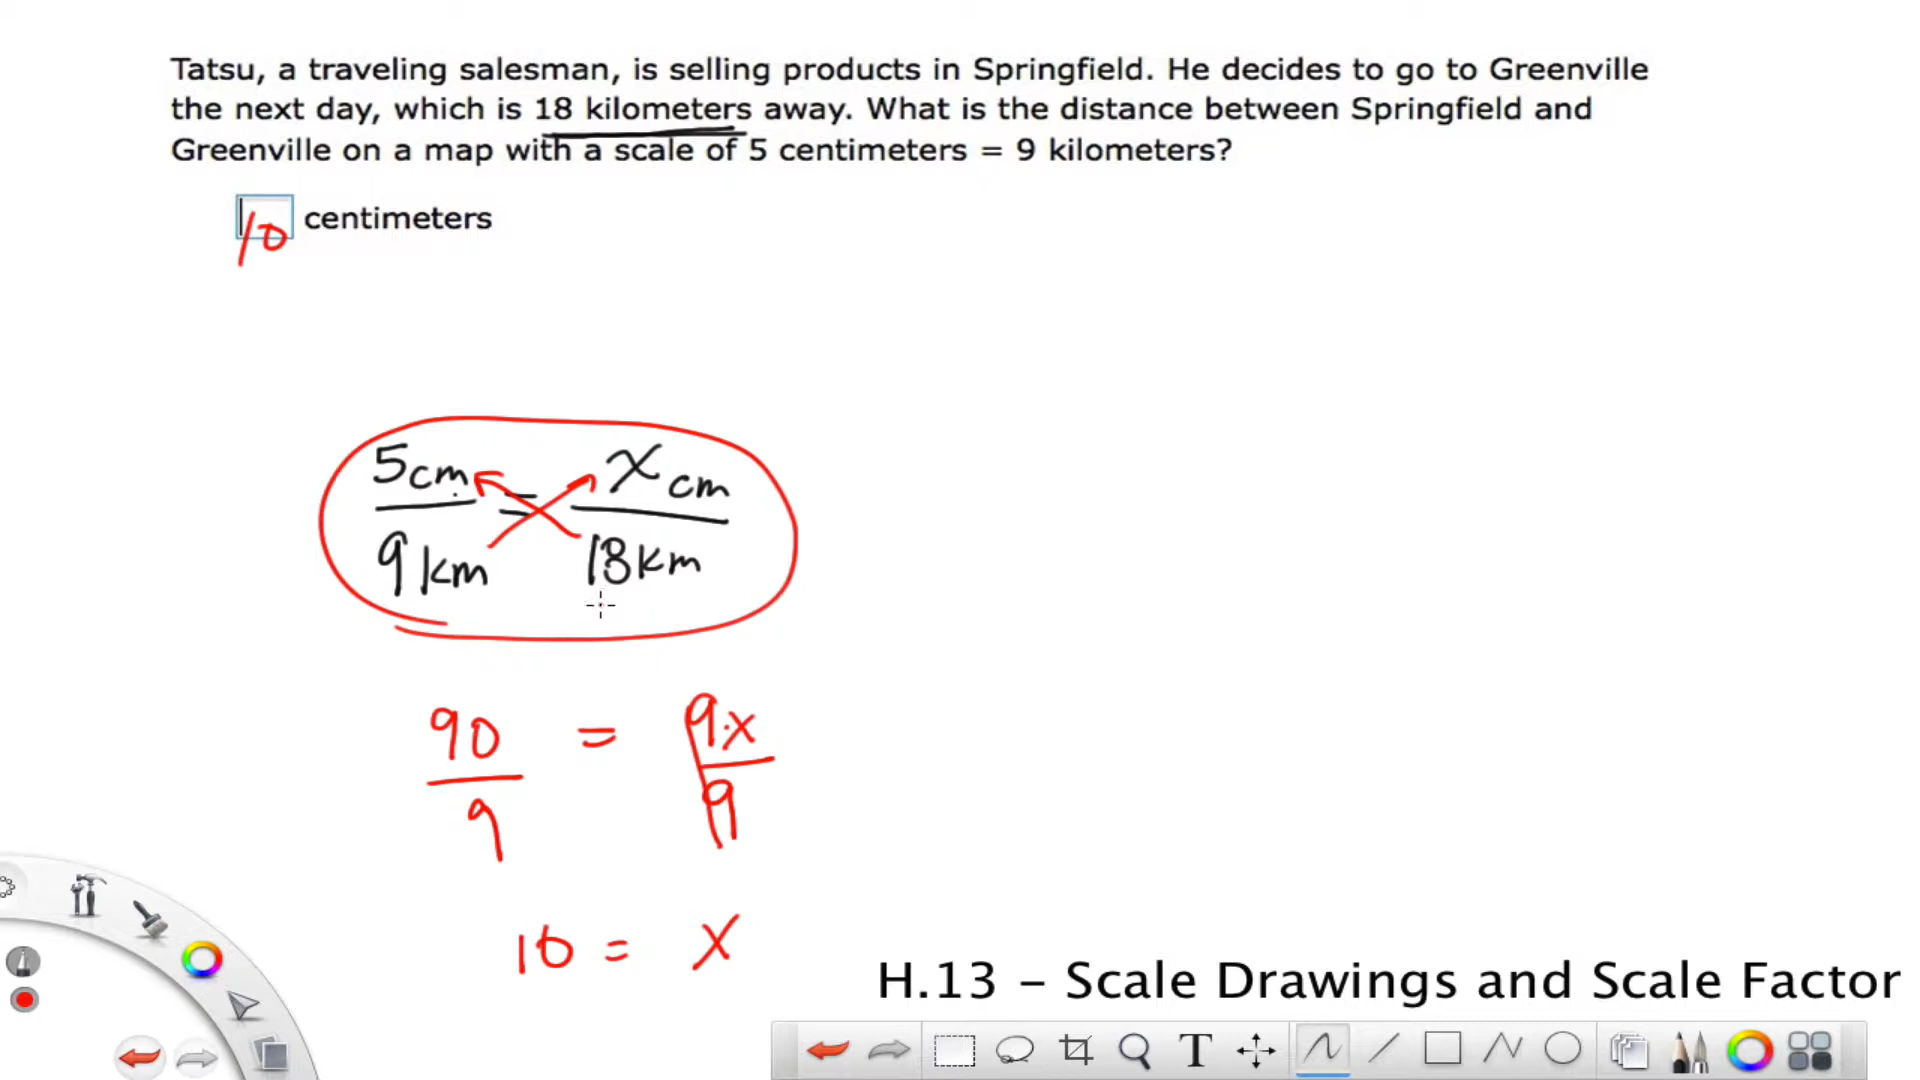 Tatsu, a traveling salesman, is selling products in Springfield. He decides to go to Greenville
the next day, which is 18 kilometers away. What is the distance between Springfield and
Greenville on a map with a scale of 5 centimeters = 9 kilometers?
10 centimeters
5cm = x cm
9km 18km
90 = 9x
9 9
10 = x
H.13 – Scale Drawings and Scale Factor
T